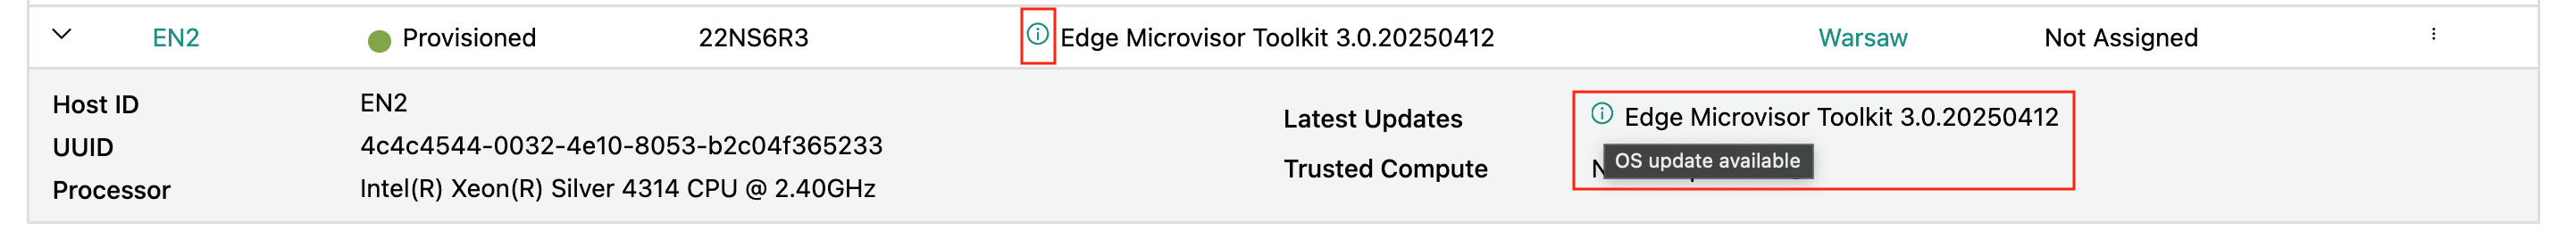 EN2 Provisioned 22NS6R3 Edge Microvisor Toolkit 3.0.20250412 Warsaw Not Assigned
Host ID EN2
UUID 4c4c4544-0032-4e10-8053-b2c04f365233
Processor Intel(R) Xeon(R) Silver 4314 CPU @ 2.40GHz
Latest Updates Edge Microvisor Toolkit 3.0.20250412
OS update available
Trusted Compute